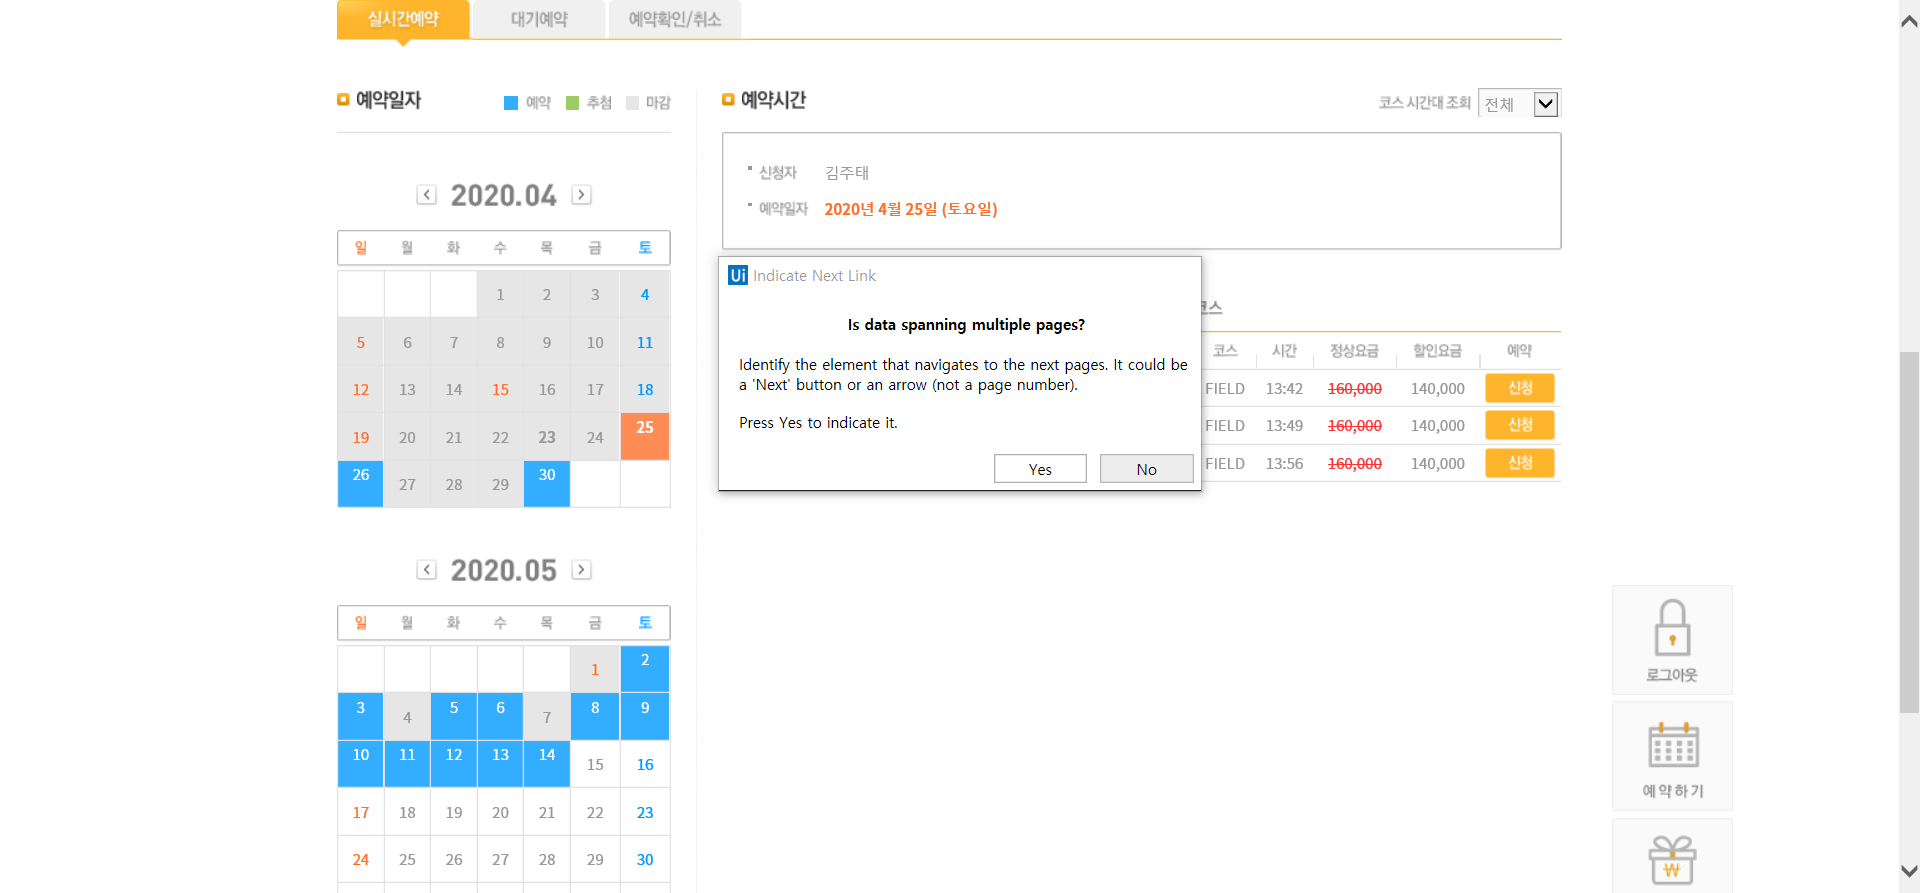 실시간예약 대기예약 예약확인/취소
예약일자 예약 추첨 마감
예약시간 코스 시간대 조회 전체
신청자 김주태
예약일자 2020년 4월 25일 (토요일)
2020.04
일 월 화 수 목 금 토
1 2 3 4
5 6 7 8 9 10 11
12 13 14 15 16 17 18
19 20 21 22 23 24 25
26 27 28 29 30
Ui Indicate Next Link
Is data spanning multiple pages?
Identify the element that navigates to the next pages. It could be
a 'Next' button or an arrow (not a page number).
Press Yes to indicate it.
Yes No
코스
코스 시간 정상요금 할인요금 예약
FIELD 13:42 160,000 140,000 신청
FIELD 13:49 160,000 140,000 신청
FIELD 13:56 160,000 140,000 신청
2020.05
일 월 화 수 목 금 토
1 2
3 4 5 6 7 8 9
10 11 12 13 14 15 16
17 18 19 20 21 22 23
24 25 26 27 28 29 30
로그아웃
예약하기
₩